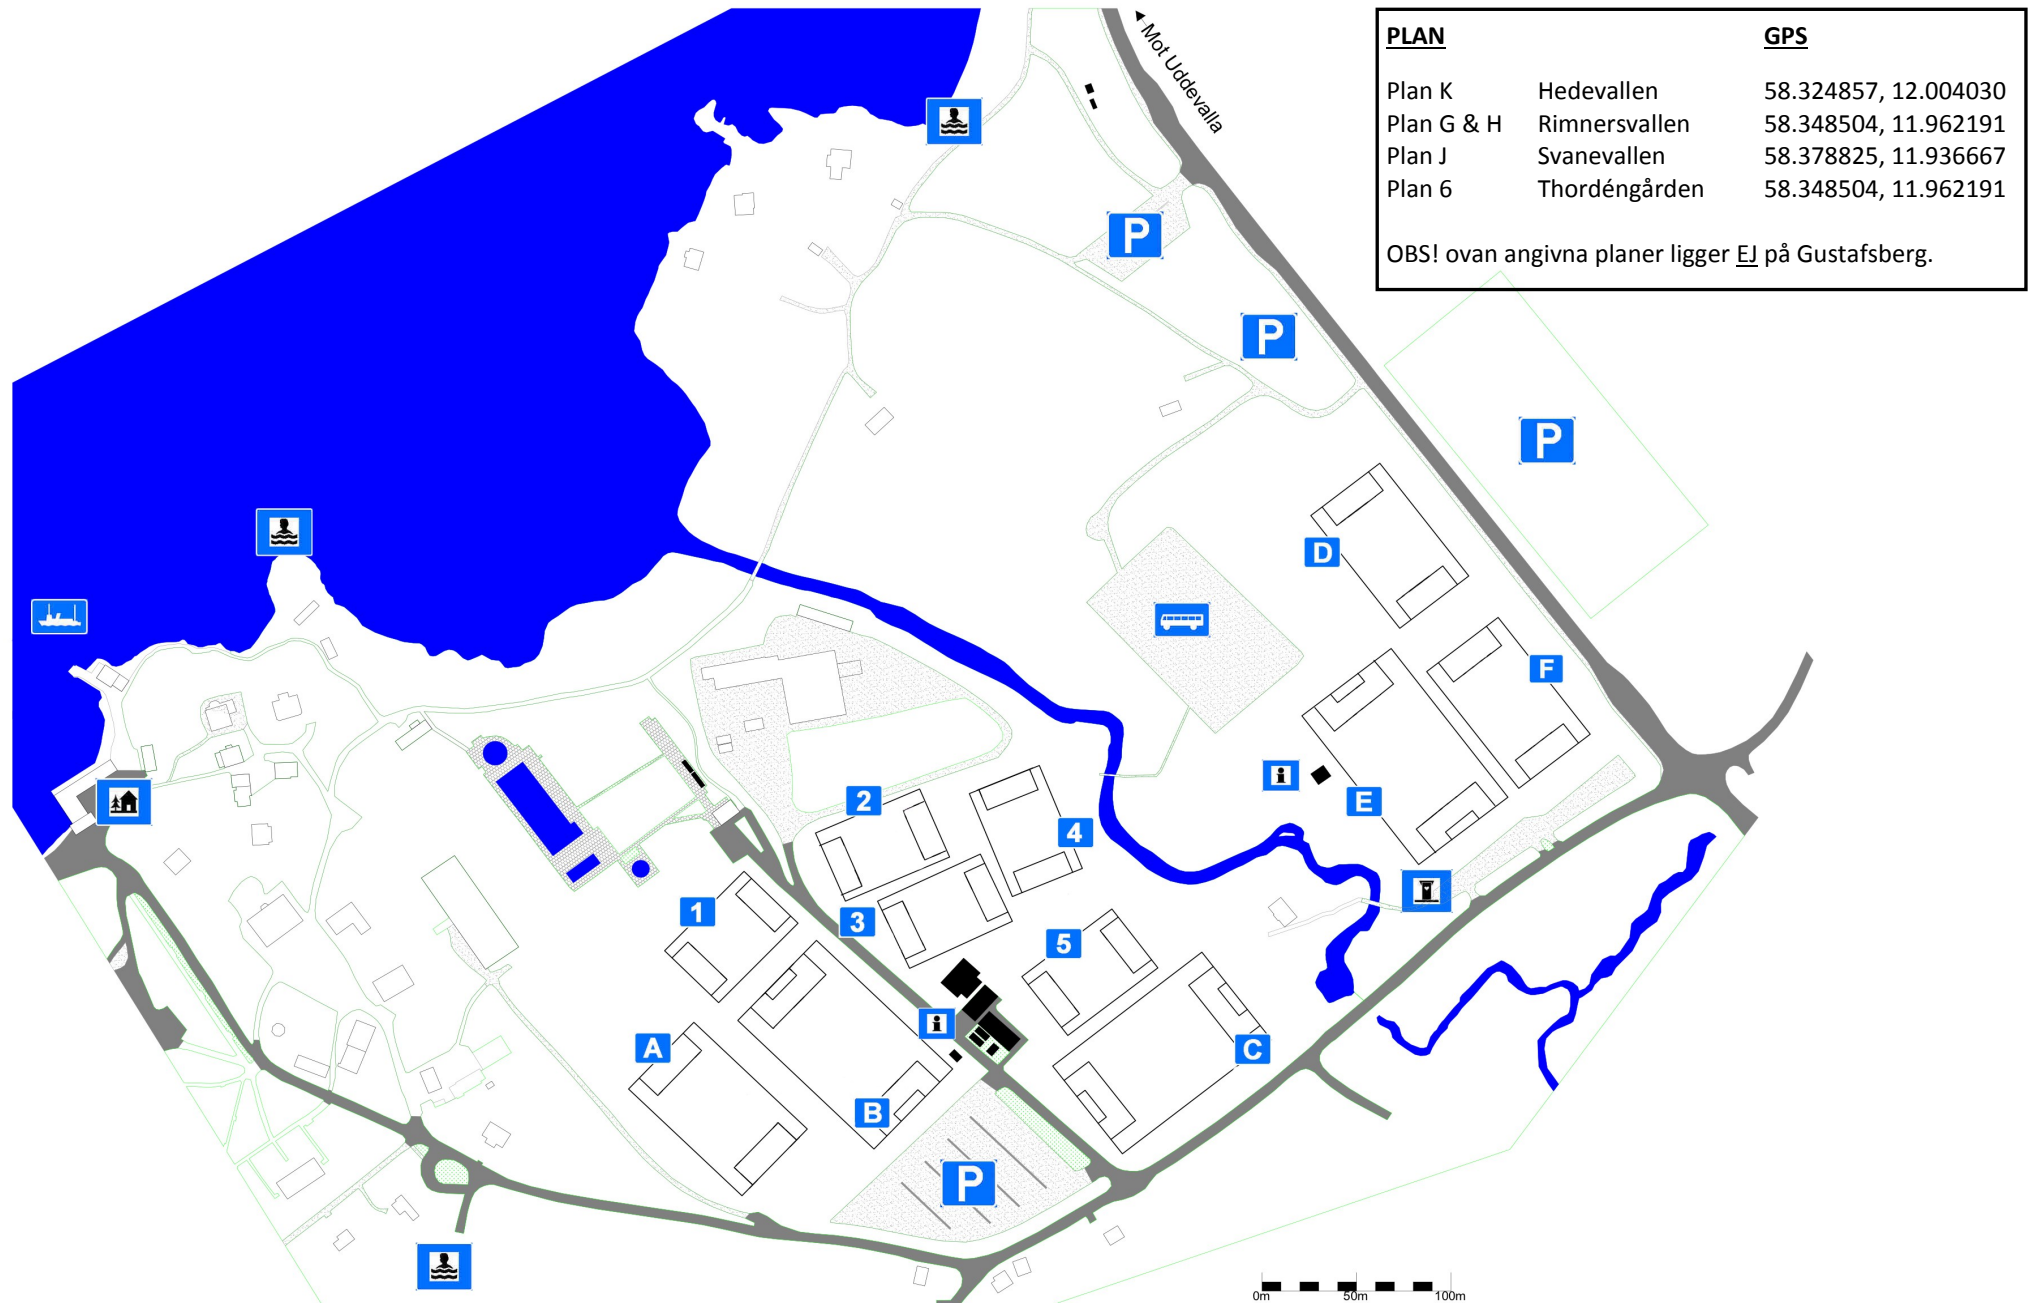 PLAN GPS
Plan K Hedevallen 58.324857, 12.004030
Plan G & H Rimnersvallen 58.348504, 11.962191
Plan J Svanevallen 58.378825, 11.936667
Plan 6 Thordéngården 58.348504, 11.962191
OBS! ovan angivna planer ligger EJ på Gustafsberg.
Mot Uddevalla
P
P
P
D
F
i
E
2
4
1
3
5
i
A
C
B
P
0m 50m 100m